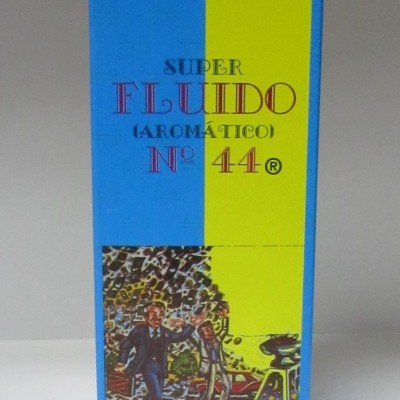 SUPER
FLUIDO
(AROMÁTICO)
Nº 44®